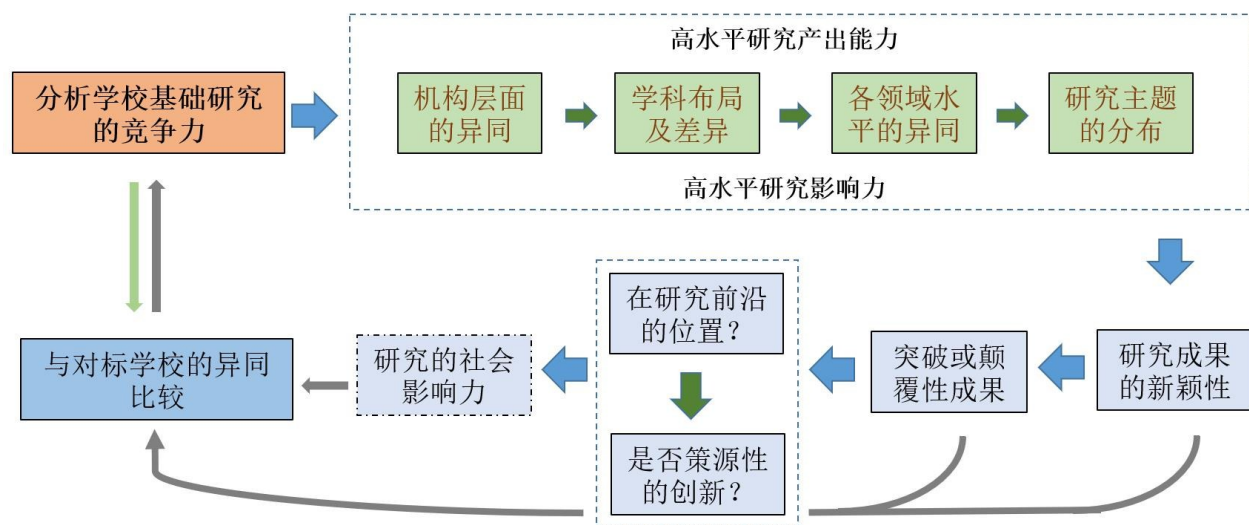 高水平研究产出能力
分析学校基础研究
的竞争力
机构层面
的异同
学科布局
及差异
各领域水
平的异同
研究主题
的分布
高水平研究影响力
在研究前沿
的位置？
是否策源性
的创新？
与对标学校的异同
比较
研究的社会
影响力
突破或颠
覆性成果
研究成果
的新颖性